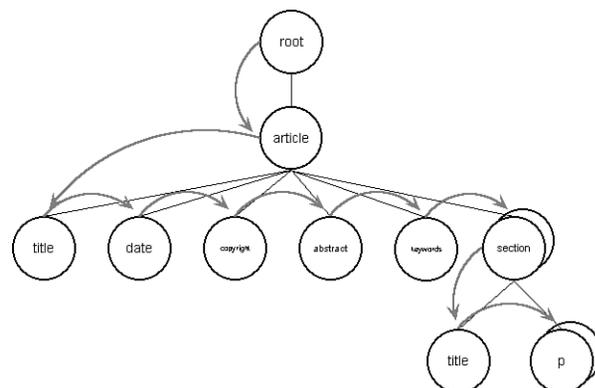 root
article
title
date
copyright
abstract
keywords
section
title
p